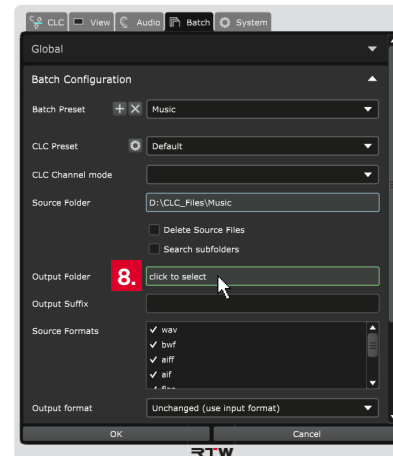 CLC View Audio Batch System
Global
Batch Configuration
Batch Preset Music
CLC Preset Default
CLC Channel mode
Source Folder D:\CLC_Files\Music
Delete Source Files
Search subfolders
Output Folder 8. click to select
Output Suffix
Source Formats ✓ wav
✓ bwf
✓ aiff
✓ aif
Output format Unchanged (use input format)
OK Cancel
RTW